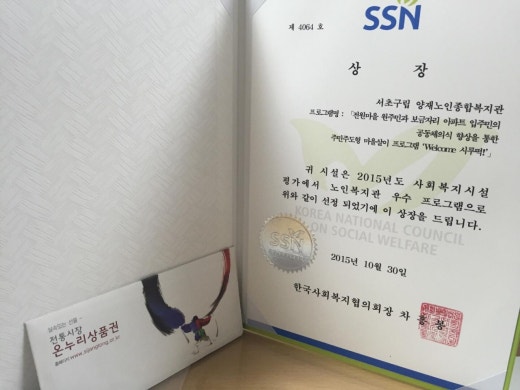 SSN
제 4064 호
상 장
서초구립 양재노인종합복지관
프로그램명 : 「전원마을 원주민과 보금자리 아파트 입주민의
공동체의식 향상을 통한
주민주도형 마을살이 프로그램 'Welcome 시꾸떡!'」
귀 시설은 2015년도 사회복지시설
평가에서 노인복지관 우수 프로그램으로
위와 같이 선정 되었기에 이 상장을 드립니다.
KOREA NATIONAL COUNCIL
ON SOCIAL WELFARE
SSN
2015년 10월 30일
한국사회복지협의회장 차 흥 봉
전통시장
온누리상품권